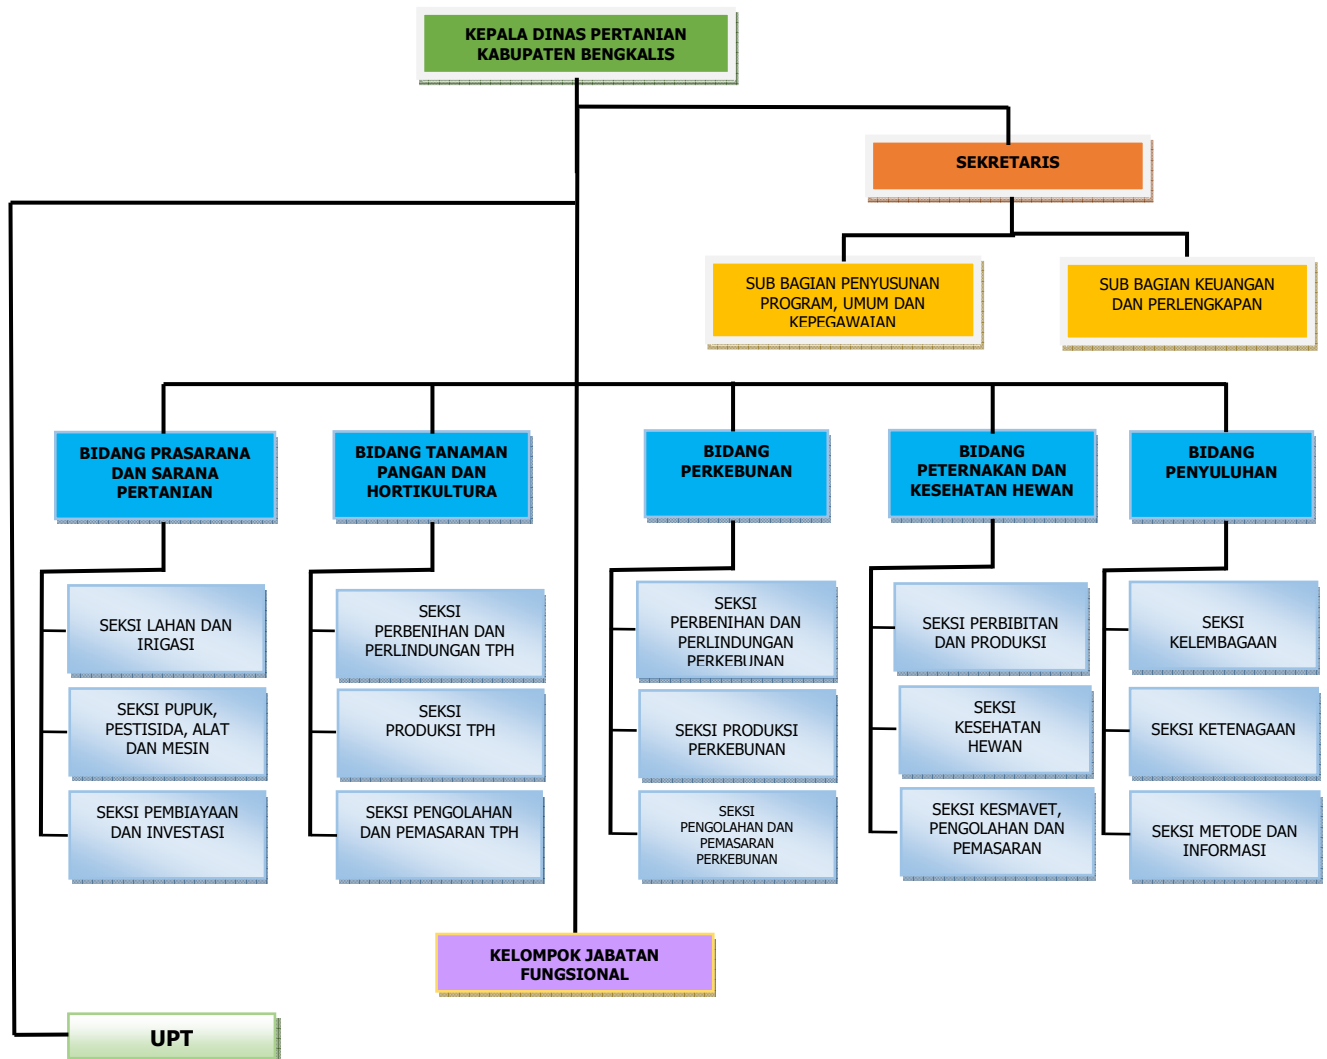 KEPALA DINAS PERTANIAN
KABUPATEN BENGKALIS
SEKRETARIS
SUB BAGIAN PENYUSUNAN
PROGRAM, UMUM DAN
KEPEGAWAIAN
SUB BAGIAN KEUANGAN
DAN PERLENGKAPAN
BIDANG PRASARANA
DAN SARANA
PERTANIAN
BIDANG TANAMAN
PANGAN DAN
HORTIKULTURA
BIDANG
PERKEBUNAN
BIDANG
PETERNAKAN DAN
KESEHATAN HEWAN
BIDANG
PENYULUHAN
SEKSI LAHAN DAN
IRIGASI
SEKSI PUPUK,
PESTISIDA, ALAT
DAN MESIN
SEKSI PEMBIAYAAN
DAN INVESTASI
SEKSI
PERBENIHAN DAN
PERLINDUNGAN TPH
SEKSI
PRODUKSI TPH
SEKSI PENGOLAHAN
DAN PEMASARAN TPH
SEKSI
PERBENIHAN DAN
PERLINDUNGAN
PERKEBUNAN
SEKSI PRODUKSI
PERKEBUNAN
SEKSI
PENGOLAHAN DAN
PEMASARAN
PERKEBUNAN
SEKSI PERBIBITAN
DAN PRODUKSI
SEKSI
KESEHATAN
HEWAN
SEKSI KESMAVET,
PENGOLAHAN DAN
PEMASARAN
SEKSI
KELEMBAGAAN
SEKSI KETENAGAAN
SEKSI METODE DAN
INFORMASI
KELOMPOK JABATAN
FUNGSIONAL
UPT